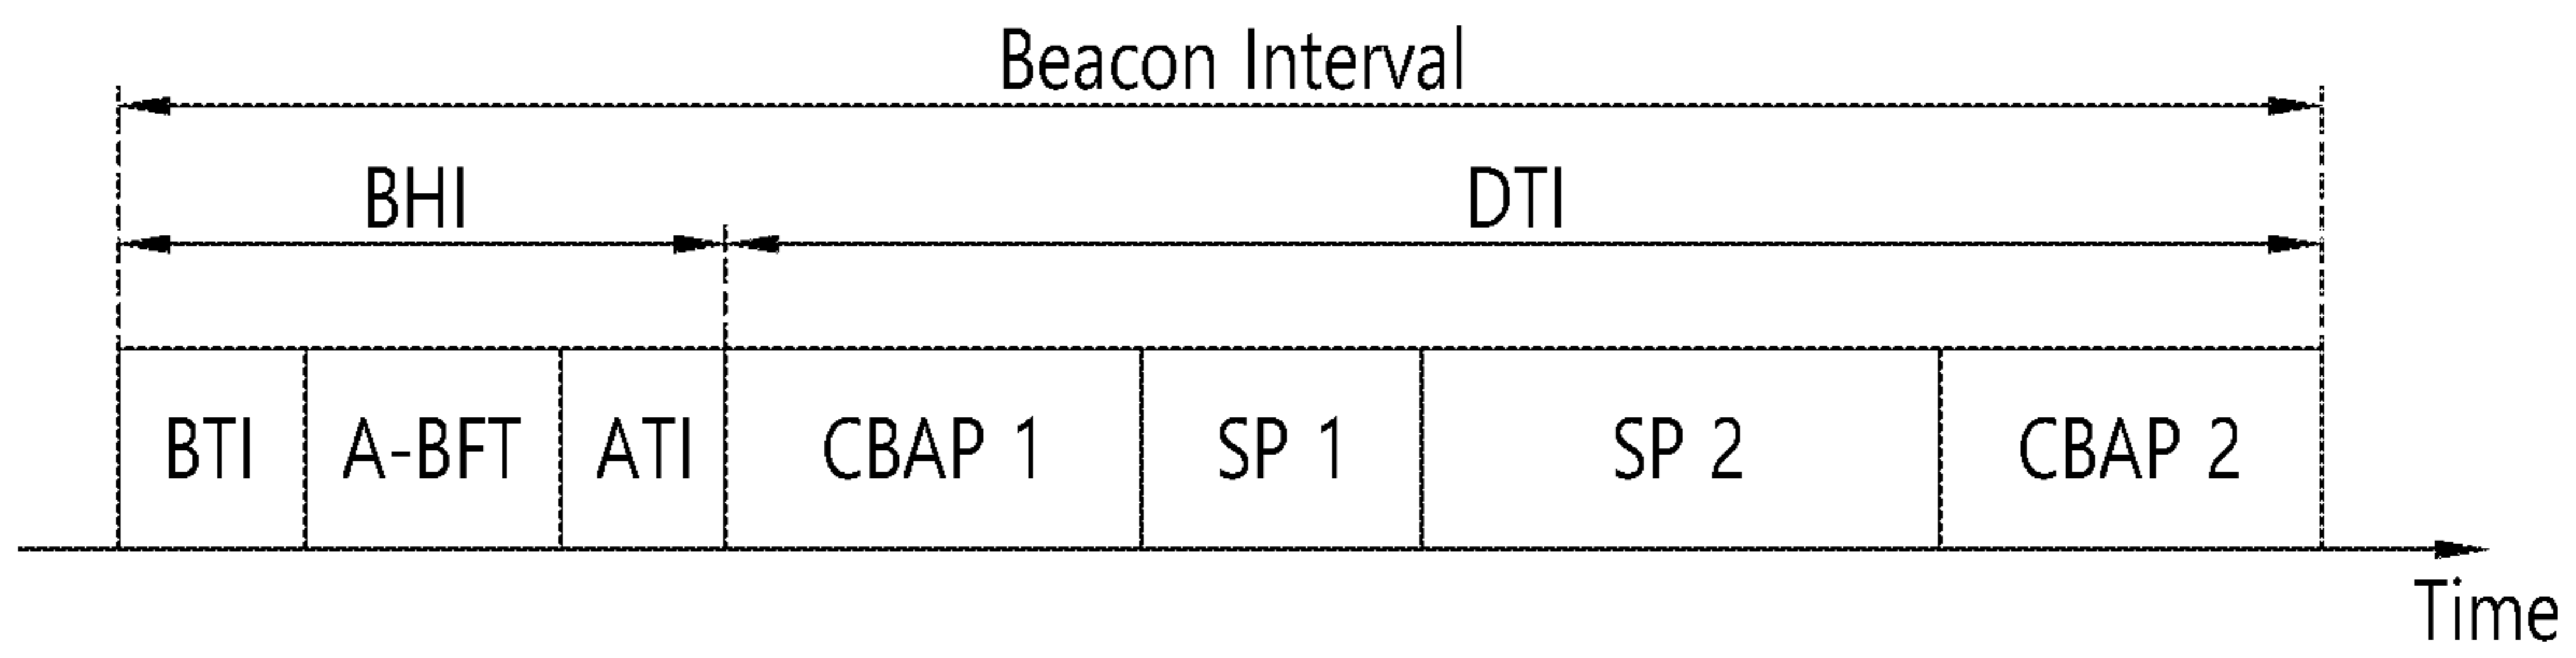 Beacon Interval
BHI DTI
BTI A-BFT ATI CBAP 1 SP 1 SP 2 CBAP 2
Time